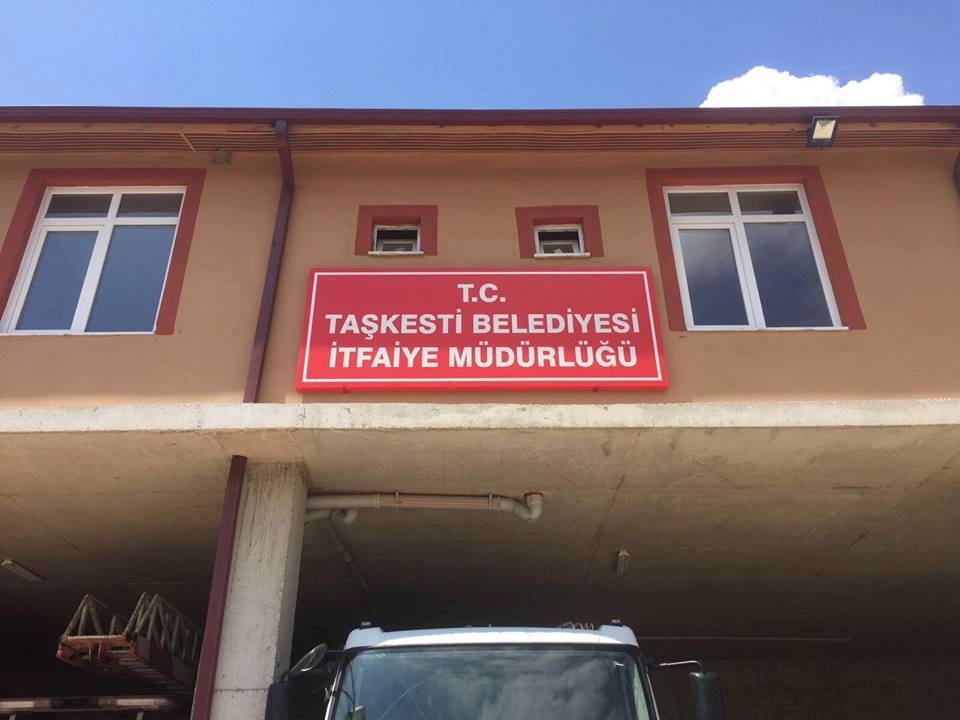 T.C.
TAŞKESTİ BELEDİYESİ
İTFAİYE MÜDÜRLÜĞÜ